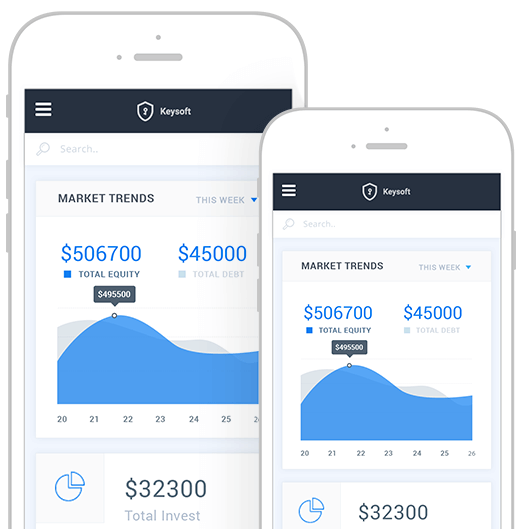 Keysoft
Search..
MARKET TRENDS THIS WEEK
$506700 $45000
TOTAL EQUITY TOTAL DEBT
$495500
20 21 22 23 24 25
$32300
Total Invest
Keysoft
Search..
MARKET TRENDS THIS WEEK
$506700 $45000
TOTAL EQUITY TOTAL DEBT
$495500
20 21 22 23 24 25 26
$32300